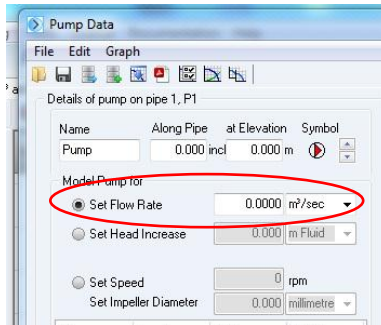 Pump Data
File Edit Graph
Details of pump on pipe 1, P1
Name Along Pipe at Elevation Symbol
Pump 0.000 incl 0.000 m
Model Pump for
Set Flow Rate 0.0000 m³/sec
Set Head Increase 0.000 m Fluid
Set Speed 0 rpm
Set Impeller Diameter 0.000 millimetre